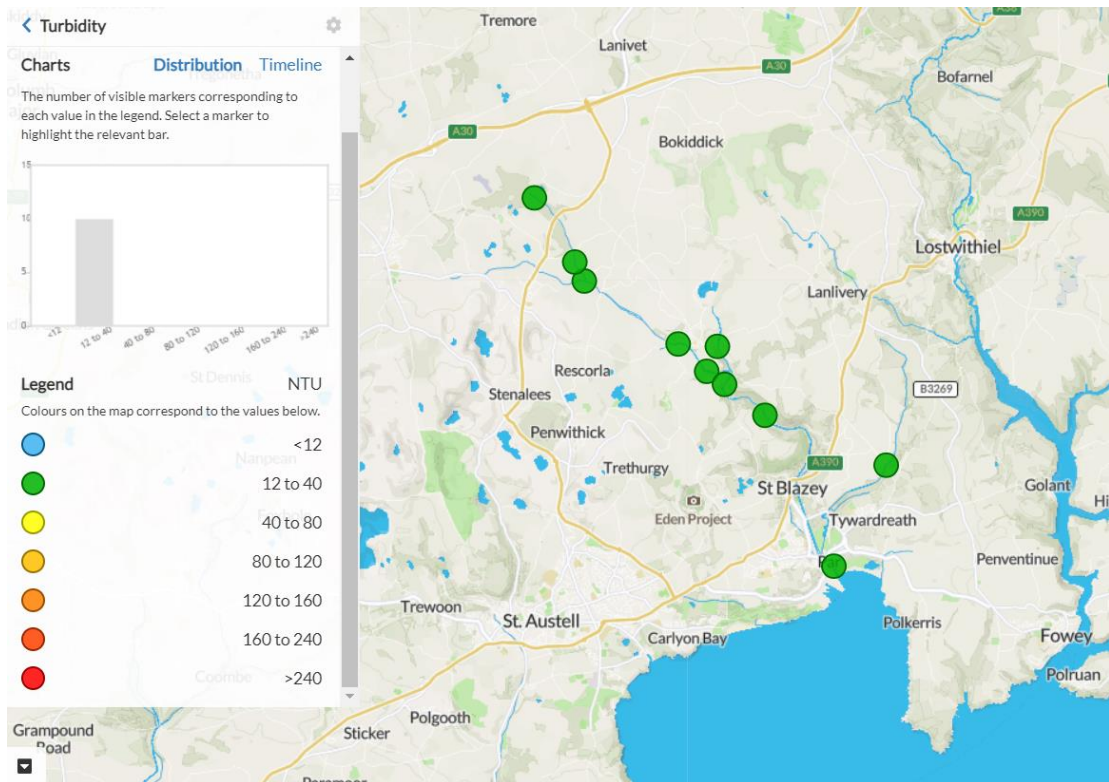 Turbidity
Charts
Distribution Timeline
The number of visible markers corresponding to
each value in the legend. Select a marker to
highlight the relevant bar.
15
10
5
0
<12
12 to 40
40 to 80
80 to 120
120 to 160
160 to 240
>240
Legend
NTU
Colours on the map correspond to the values below.
<12
12 to 40
40 to 80
80 to 120
120 to 160
160 to 240
>240
St Dennis
Nanpean
Coombe
Grampound
Road
Tremore
Lanivet
A30
Bofarnel
A30
Bokiddick
A390
Lostwithiel
Lanlivery
Rescorla
Stenalees
B3269
Penwithick
Trethurgy
A390
St Blazey
Golant
Eden Project
Tywardreath
Penventinue
Par
Trewoon
St. Austell
Carlyon Bay
Polkerris
Fowey
Polruan
Polgooth
Sticker